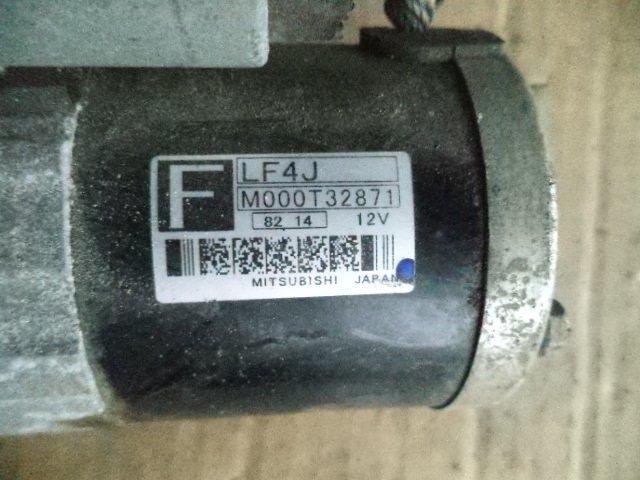 F
LF4J
M000T32871
82 14 12V
MITSUBISHI JAPAN